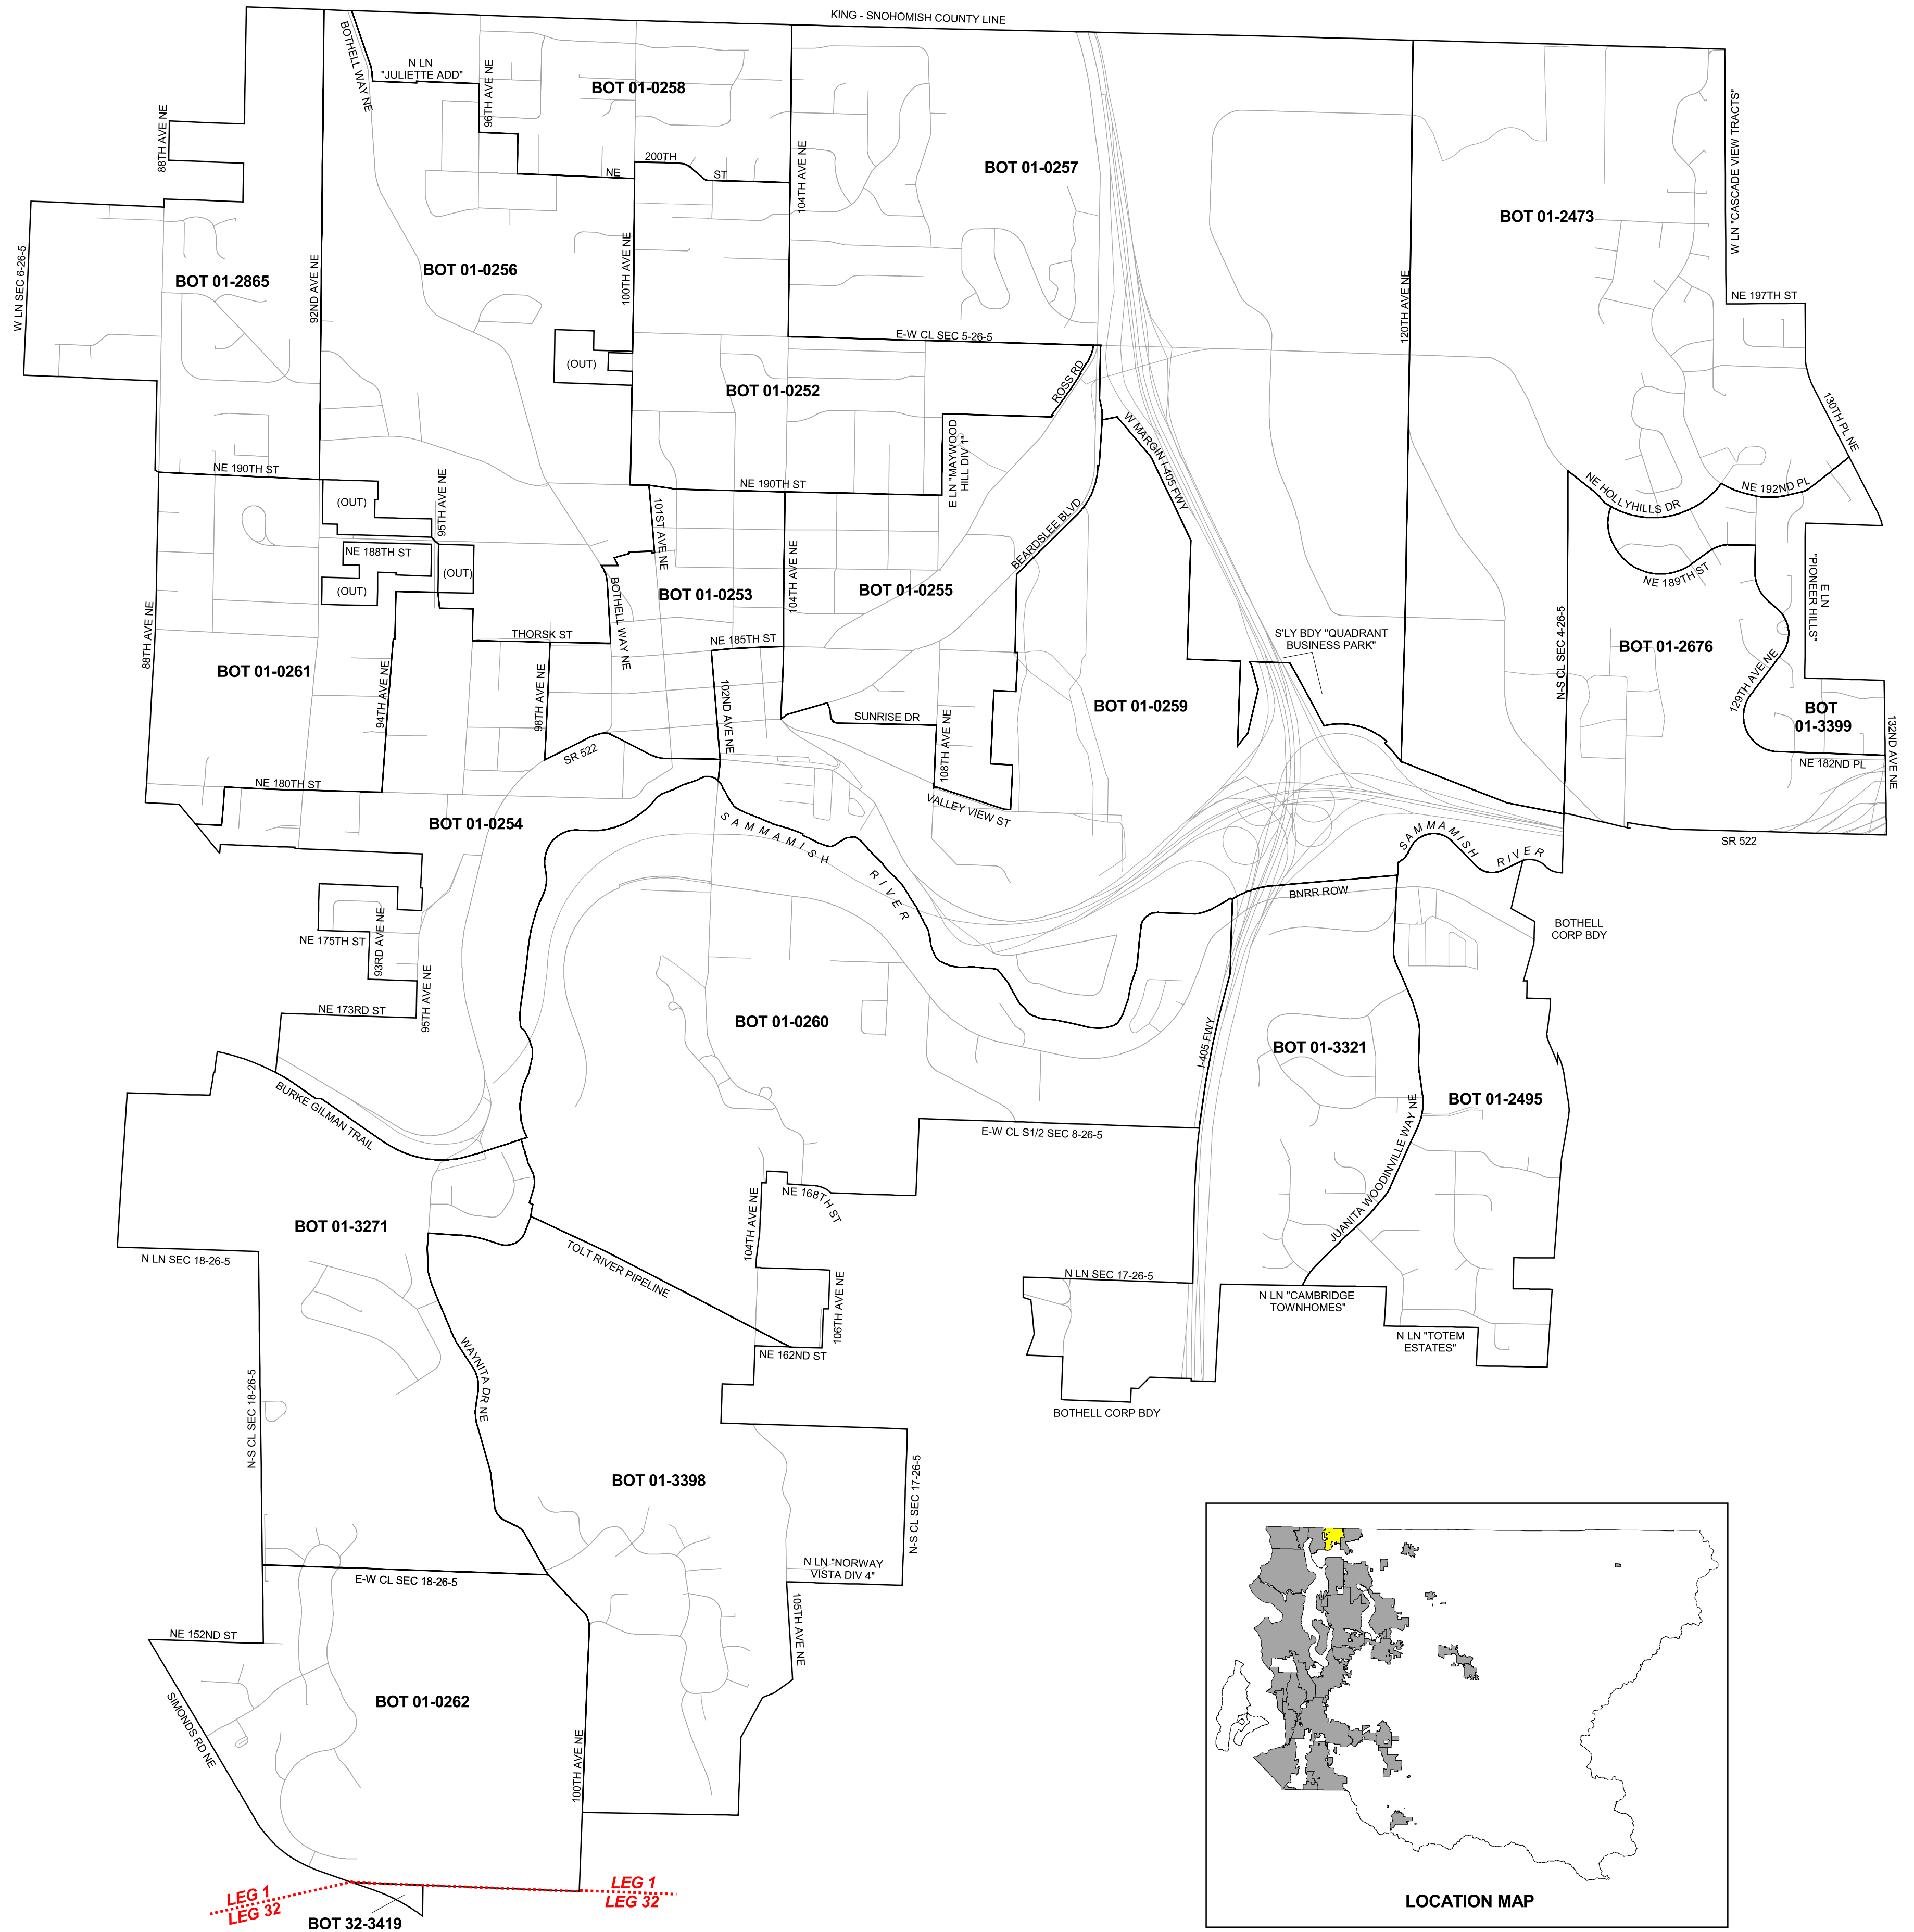 KING - SNOHOMISH COUNTY LINE
BOTHELL WAY NE
N LN
"JULIETTE ADD"
96TH AVE NE
BOT 01-0258
88TH AVE NE
200TH
NE
ST
104TH AVE NE
BOT 01-0257
W LN "CASCADE VIEW TRACTS"
BOT 01-2473
W LN SEC 6-26-5
BOT 01-2865
92ND AVE NE
BOT 01-0256
100TH AVE NE
120TH AVE NE
NE 197TH ST
E-W CL SEC 5-26-5
(OUT)
BOT 01-0252
ROSS RD
130TH PL NE
E LN "MAYWOOD
HILL DIV 1"
W MARGIN I-405 FWY
NE 190TH ST
NE 190TH ST
NE HOLLYHILLS DR
NE 192ND PL
(OUT)
95TH AVE NE
101ST AVE NE
BEARDSLEE BLVD
NE 188TH ST
(OUT)
(OUT)
104TH AVE NE
NE 189TH ST
E LN
"PIONEER HILLS"
BOT 01-0253
BOT 01-0255
88TH AVE NE
BOTHELL WAY NE
THORSK ST
NE 185TH ST
S'LY BDY "QUADRANT
BUSINESS PARK"
N-S CL SEC 4-26-5
BOT 01-2676
BOT 01-0261
94TH AVE NE
98TH AVE NE
102ND AVE NE
129TH AVE NE
BOT 01-0259
SUNRISE DR
108TH AVE NE
BOT
01-3399
132ND AVE NE
SR 522
NE 182ND PL
NE 180TH ST
VALLEY VIEW ST
BOT 01-0254
SAMMAMISH
RIVER
SAMMAMISH
RIVER
SR 522
BNRR ROW
BOTHELL
CORP BDY
NE 175TH ST
93RD AVE NE
95TH AVE NE
NE 173RD ST
BOT 01-0260
I-405 FWY
BOT 01-3321
BOT 01-2495
BURKE GILMAN TRAIL
E-W CL S1/2 SEC 8-26-5
JUANITA WOODINVILLE WAY NE
NE 168TH ST
104TH AVE NE
BOT 01-3271
N LN SEC 18-26-5
TOLT RIVER PIPELINE
N LN SEC 17-26-5
106TH AVE NE
N LN "CAMBRIDGE
TOWNHOMES"
N LN "TOTEM
ESTATES"
NE 162ND ST
WAYNITA DR NE
N-S CL SEC 18-26-5
BOTHELL CORP BDY
BOT 01-3398
N-S CL SEC 17-26-5
N LN "NORWAY
VISTA DIV 4"
E-W CL SEC 18-26-5
105TH AVE NE
NE 152ND ST
BOT 01-0262
SIMONDS RD NE
100TH AVE NE
LEG 1
LEG 32
LEG 1
LEG 32
BOT 32-3419
LOCATION MAP